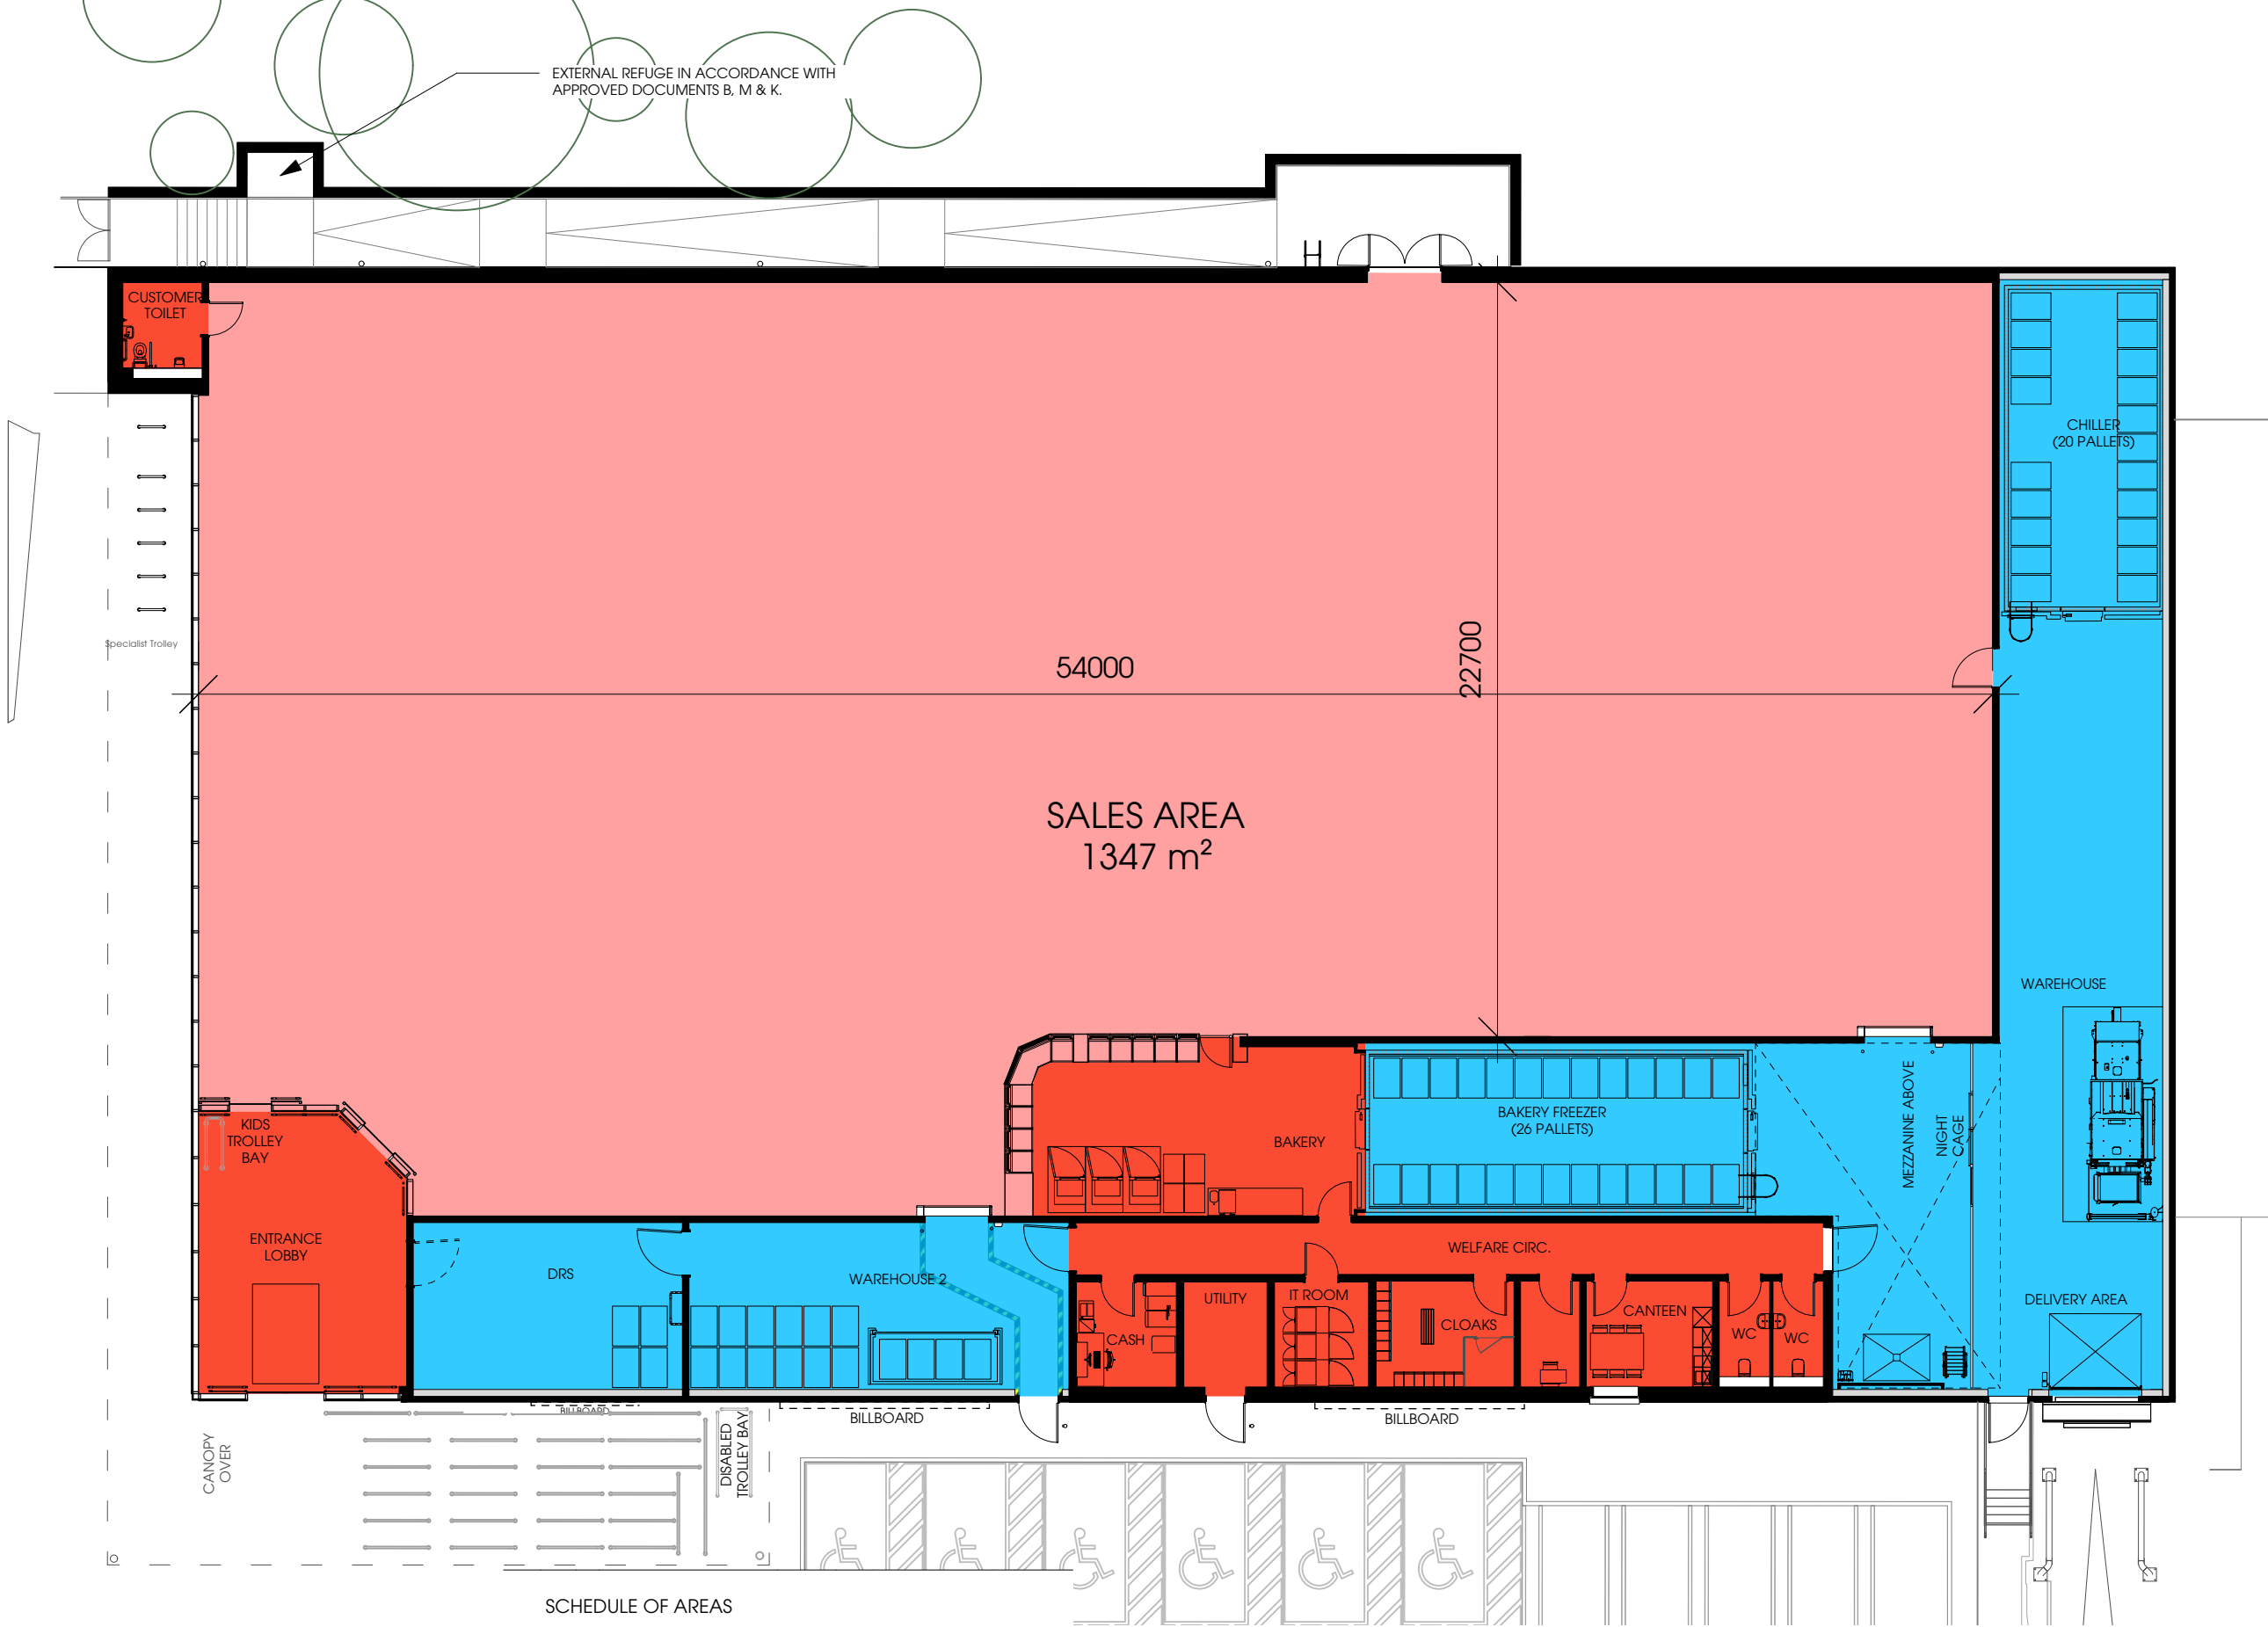 EXTERNAL REFUGE IN ACCORDANCE WITH
APPROVED DOCUMENTS B, M & K.
CUSTOMER
TOILET
CHILLER
(20 PALLETS)
Specialist Trolley
54000
22700
SALES AREA
1347 m²
WAREHOUSE
KIDS
TROLLEY
BAY
ENTRANCE
LOBBY
DRS
WAREHOUSE 2
BAKERY
BAKERY FREEZER
(26 PALLETS)
MEZZANINE ABOVE
NIGHT
CAGE
WELFARE CIRC.
CASH
UTILITY
IT ROOM
CLOAKS
CANTEEN
WC
WC
DELIVERY AREA
BILLBOARD
BILLBOARD
BILLBOARD
CANOPY
OVER
DISABLED
TROLLEY BAY
SCHEDULE OF AREAS